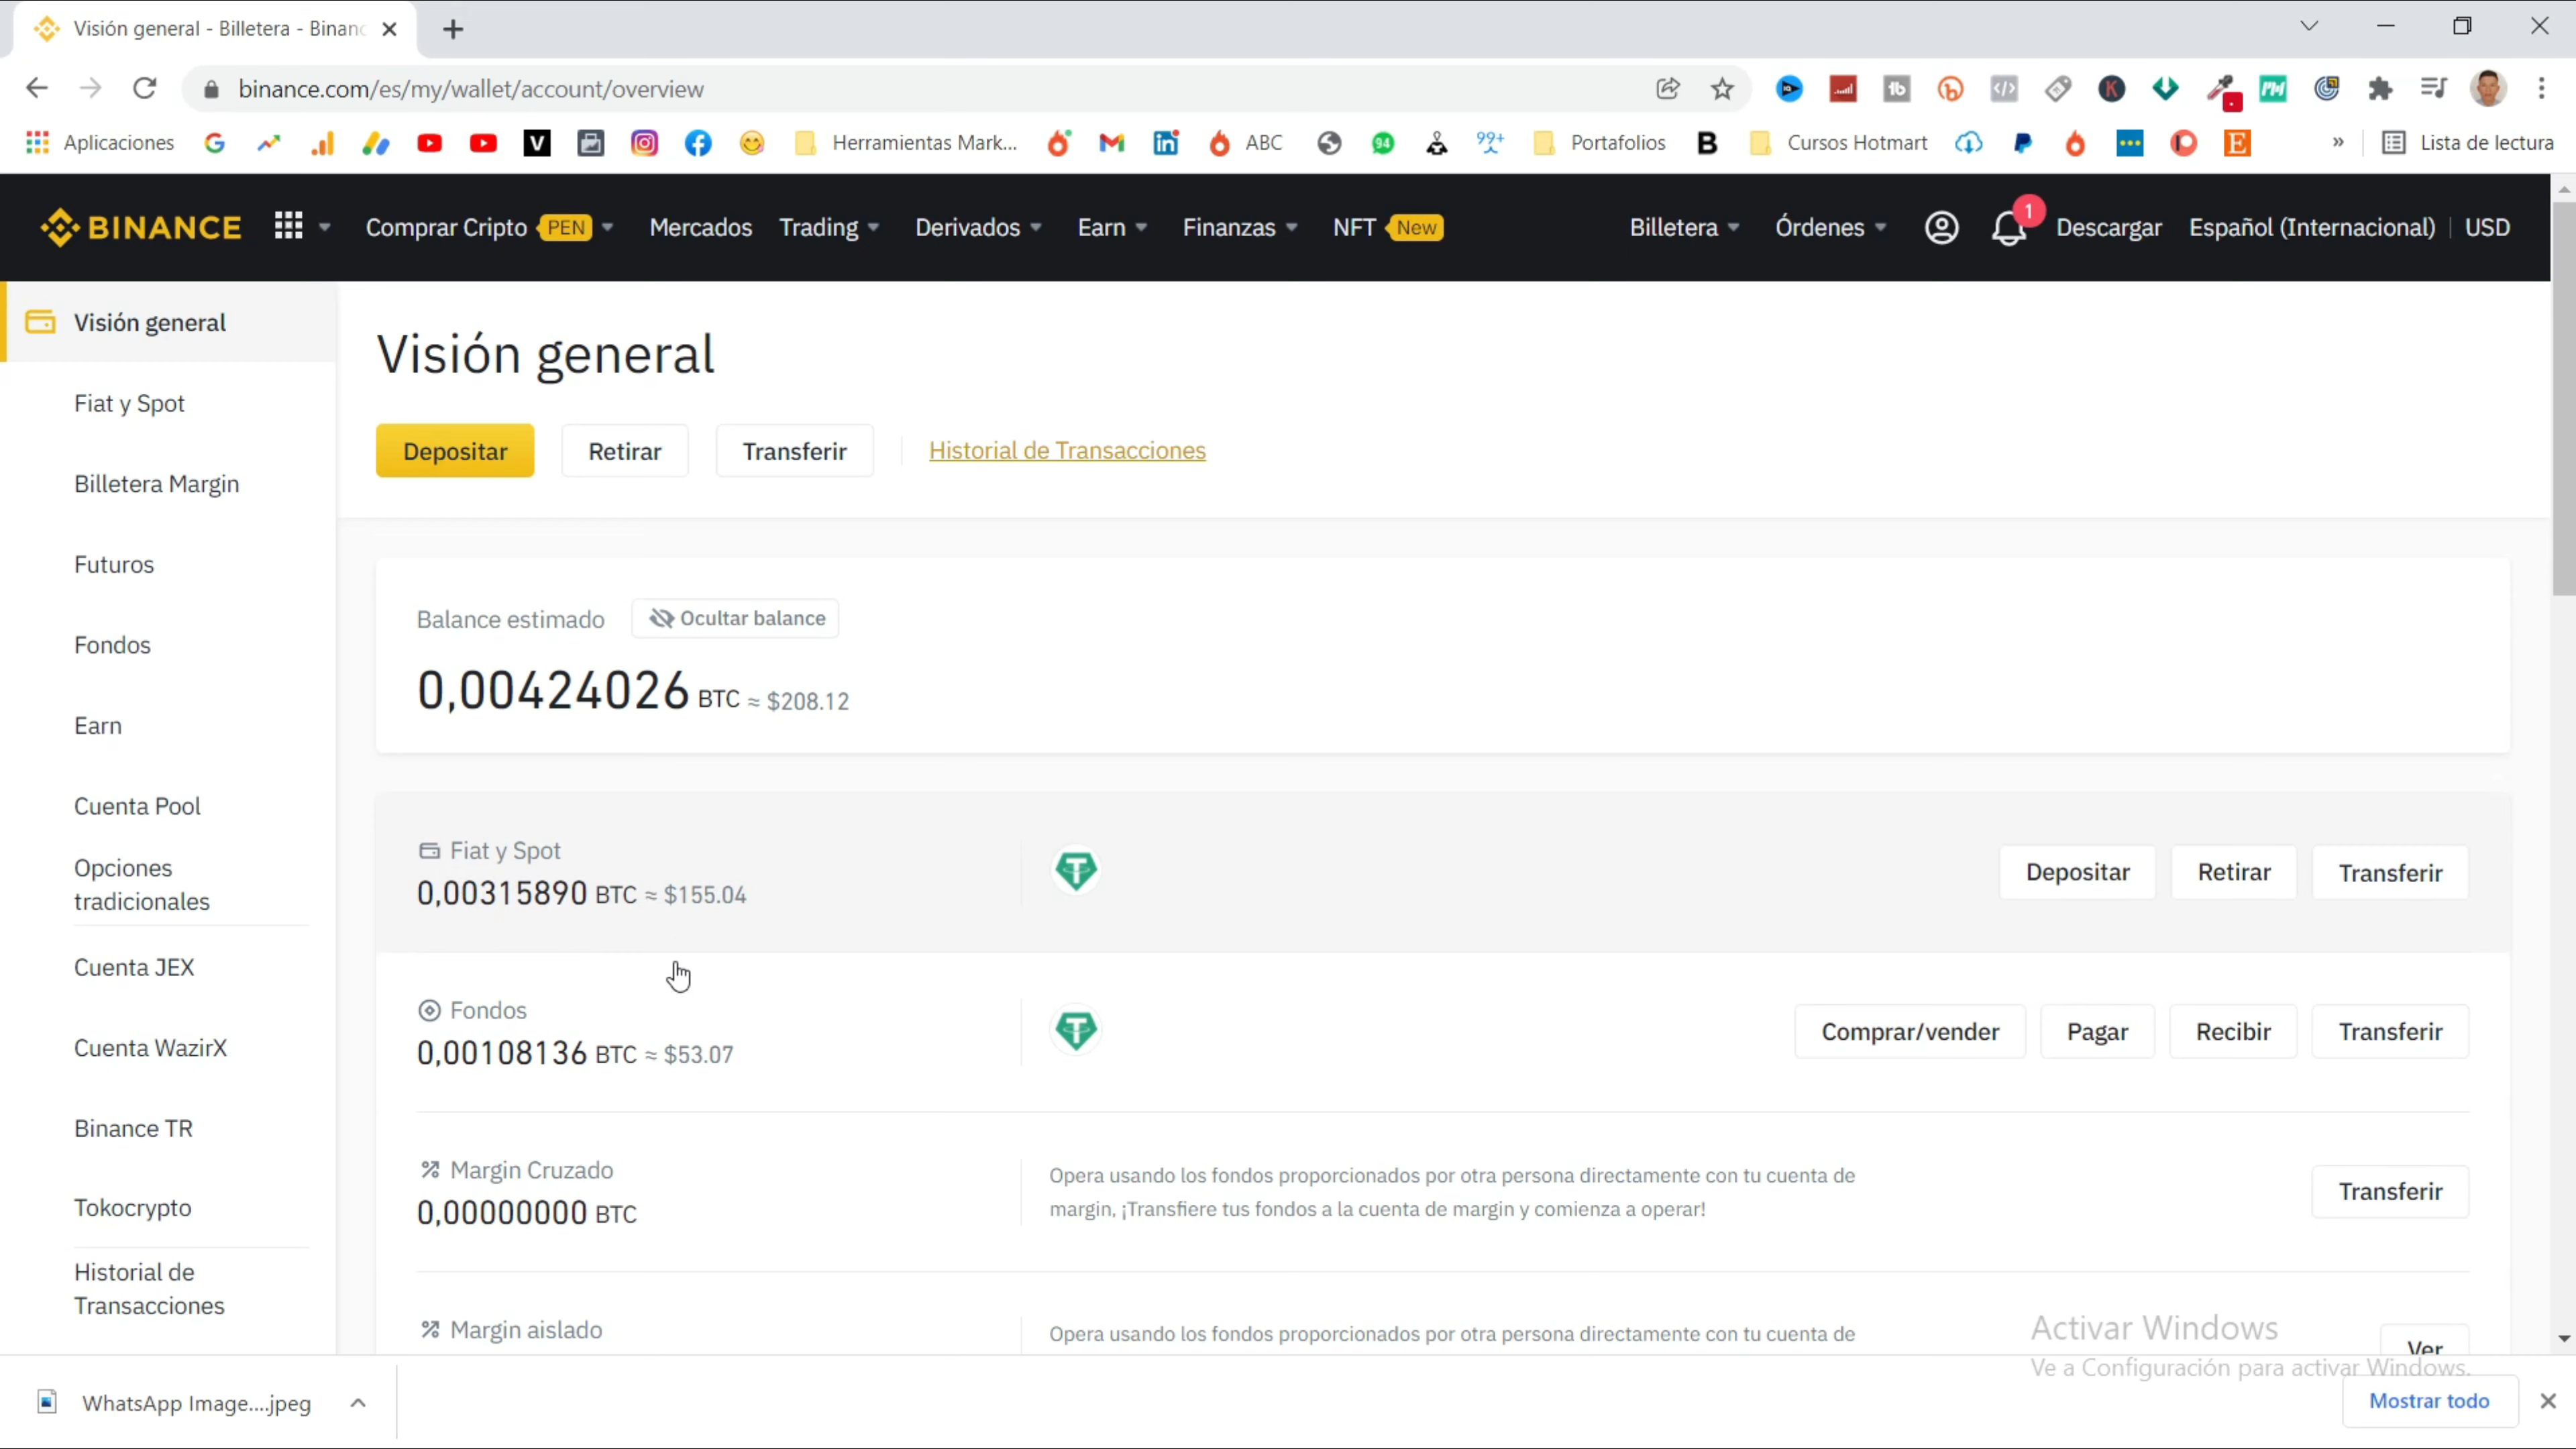 Visión general - Billetera - Binanc
binance.com/es/my/wallet/account/overview
Aplicaciones
Herramientas Mark...
ABC
94
99+
Portafolios
Cursos Hotmart
»
Lista de lectura
BINANCE
Comprar Cripto PEN
Mercados
Trading
Derivados
Earn
Finanzas
NFT New
Billetera
Órdenes
1
Descargar
Español (Internacional)
USD
Visión general
Fiat y Spot
Billetera Margin
Futuros
Fondos
Earn
Cuenta Pool
Opciones
tradicionales
Cuenta JEX
Cuenta WazirX
Binance TR
Tokocrypto
Historial de
Transacciones
Visión general
Depositar
Retirar
Transferir
Historial de Transacciones
Balance estimado
Ocultar balance
0,00424026 BTC ≈ $208.12
Fiat y Spot
0,00315890 BTC ≈ $155.04
Depositar
Retirar
Transferir
Fondos
0,00108136 BTC ≈ $53.07
Comprar/vender
Pagar
Recibir
Transferir
Margin Cruzado
0,00000000 BTC
Opera usando los fondos proporcionados por otra persona directamente con tu cuenta de
margin, ¡Transfiere tus fondos a la cuenta de margin y comienza a operar!
Transferir
Margin aislado
Opera usando los fondos proporcionados por otra persona directamente con tu cuenta de
Ver
Activar Windows
Ve a Configuración para activar Windows.
WhatsApp Image....jpeg
Mostrar todo